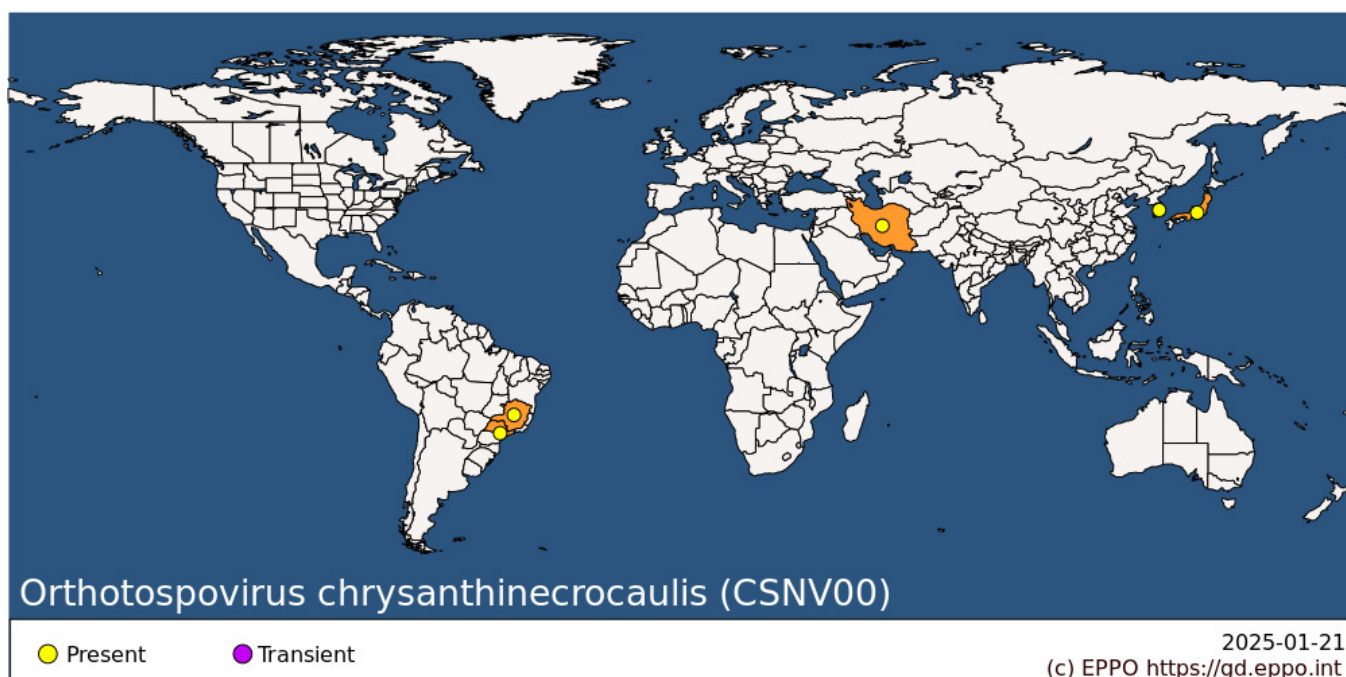 Orthotospovirus chrysanthinecrocaulis (CSNV00)
Present
Transient
2025-01-21
(c) EPPO https://gd.eppo.int